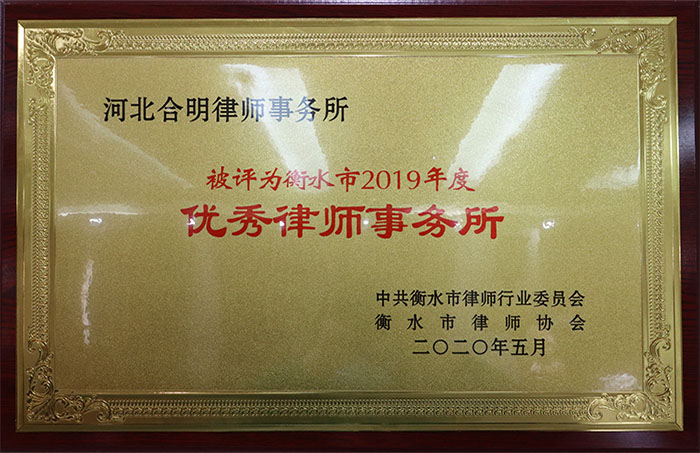 河北合明律师事务所
被评为衡水市2019年度
优秀律师事务所
中共衡水市律师行业委员会
衡水市律师协会
二〇二〇年五月